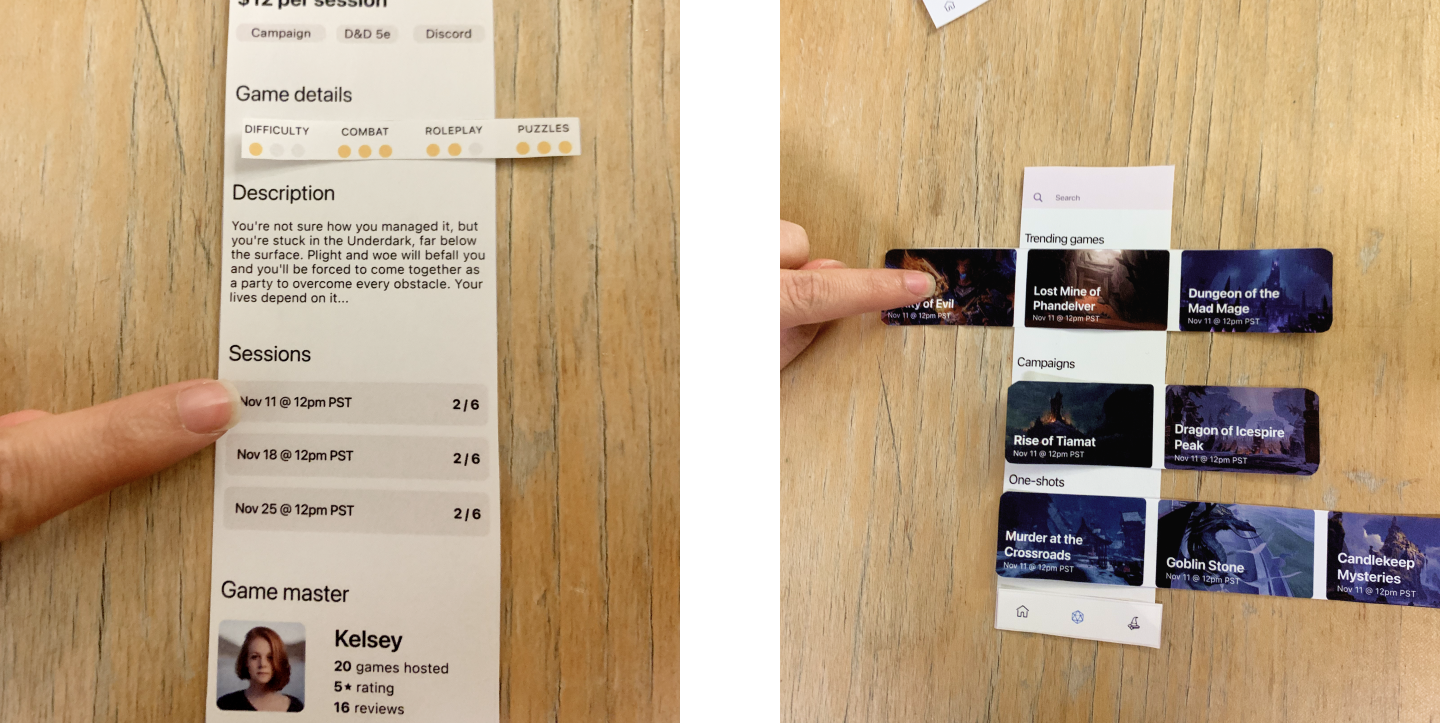 $12 per session
Campaign D&D 5e Discord
Game details
DIFFICULTY COMBAT ROLEPLAY PUZZLES
Description
You're not sure how you managed it, but
you're stuck in the Underdark, far below
the surface. Plight and woe will befall you
and you'll be forced to come together as
a party to overcome every obstacle. Your
lives depend on it...
Sessions
Nov 11 @ 12pm PST 2/6
Nov 18 @ 12pm PST 2/6
Nov 25 @ 12pm PST 2/6
Game master
Kelsey
20 games hosted
5★ rating
16 reviews
Search
Trending games
of Evil
Nov 11 @ 12pm PST
Lost Mine of
Phandelver
Nov 11 @ 12pm PST
Dungeon of the
Mad Mage
Nov 11 @ 12pm PST
Campaigns
Rise of Tiamat
Nov 11 @ 12pm PST
Dragon of Icespire
Peak
Nov 11 @ 12pm PST
One-shots
Murder at the
Crossroads
Nov 11 @ 12pm PST
Goblin Stone
Nov 11 @ 12pm PST
Candlekeep
Mysteries
Nov 11 @ 12pm PST